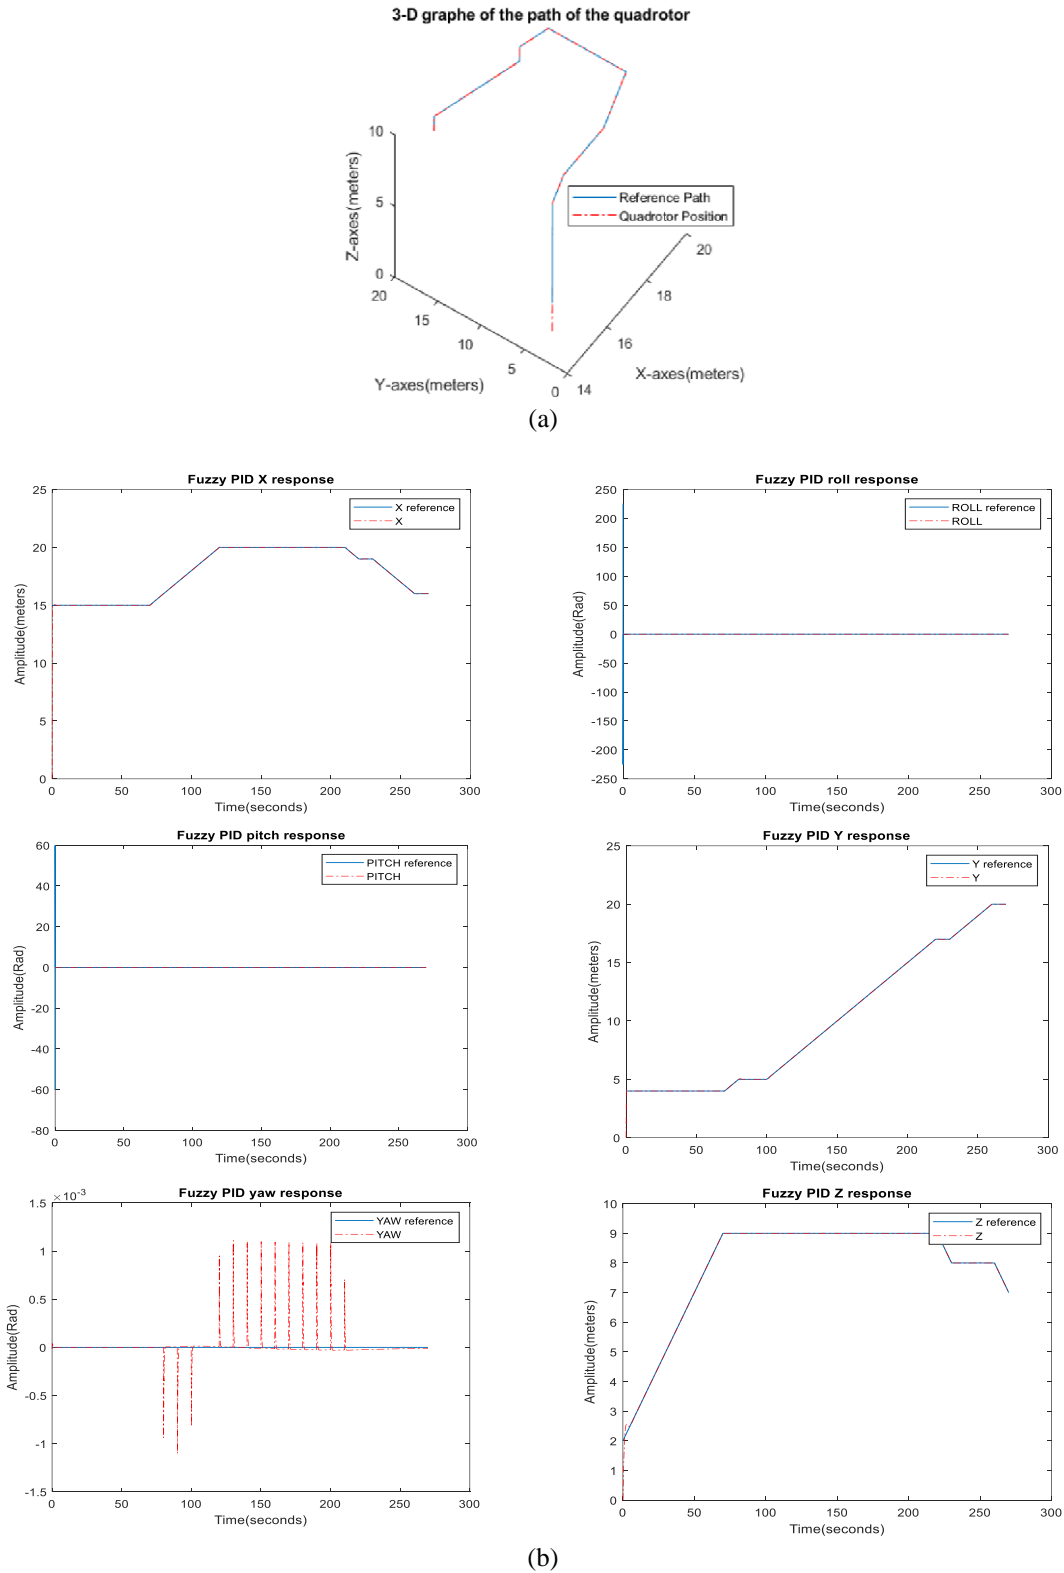 3-D graphe of the path of the quadrotor
10
5
0
Z-axes(meters)
20
15
10
5
0
Y-axes(meters)
14
16
18
20
X-axes(meters)
Reference Path
Quadrotor Position
(a)
Fuzzy PID X response
25
20
15
10
5
0
Amplitude(meters)
X reference
X
0 50 100 150 200 250 300
Time(seconds)
Fuzzy PID roll response
250
200
150
100
50
0
-50
-100
-150
-200
-250
Amplitude(Rad)
ROLL reference
ROLL
0 50 100 150 200 250 300
Time(seconds)
Fuzzy PID pitch response
60
40
20
0
-20
-40
-60
-80
Amplitude(Rad)
PITCH reference
PITCH
0 50 100 150 200 250 300
Time(seconds)
Fuzzy PID Y response
25
20
15
10
5
0
Amplitude(meters)
Y reference
Y
0 50 100 150 200 250 300
Time(seconds)
Fuzzy PID yaw response
×10⁻³
1.5
1
0.5
0
-0.5
-1
-1.5
Amplitude(Rad)
YAW reference
YAW
0 50 100 150 200 250 300
Time(seconds)
Fuzzy PID Z response
10
9
8
7
6
5
4
3
2
1
0
Amplitude(meters)
Z reference
Z
0 50 100 150 200 250 300
Time(seconds)
(b)